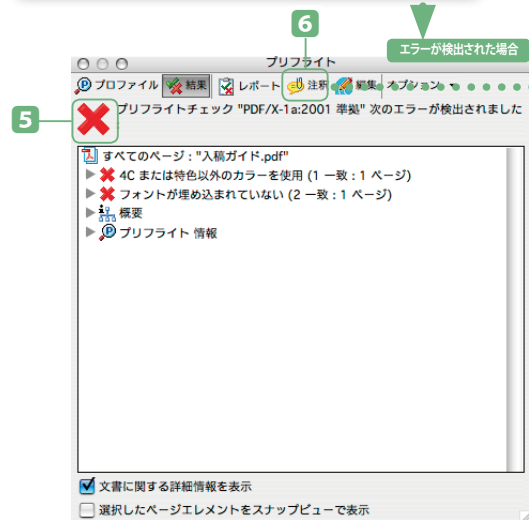 6
エラーが検出された場合
プリフライト
プロファイル 結果 レポート 注釈 編集 オプション
5
プリフライトチェック "PDF/X-1a:2001 準拠" 次のエラーが検出されました
すべてのページ : "入稿ガイド.pdf"
4C または特色以外のカラーを使用 (1 一致 : 1 ページ)
フォントが埋め込まれていない (2 一致 : 1 ページ)
概要
プリフライト 情報
文書に関する詳細情報を表示
選択したページエレメントをスナップビューで表示